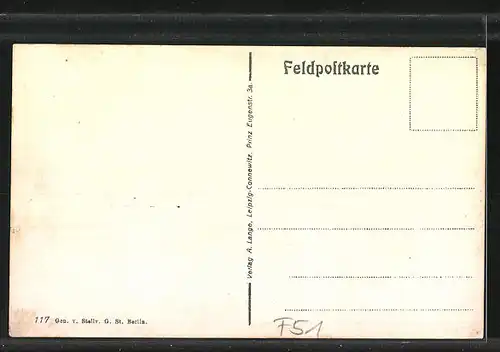 Feldpoſtkarte
Verlag A. Lange, Leipzig-Connewitz, Prinz Eugenstr. 3a.
117 Gen. v. Stellv. G. St. Berlin.
F51